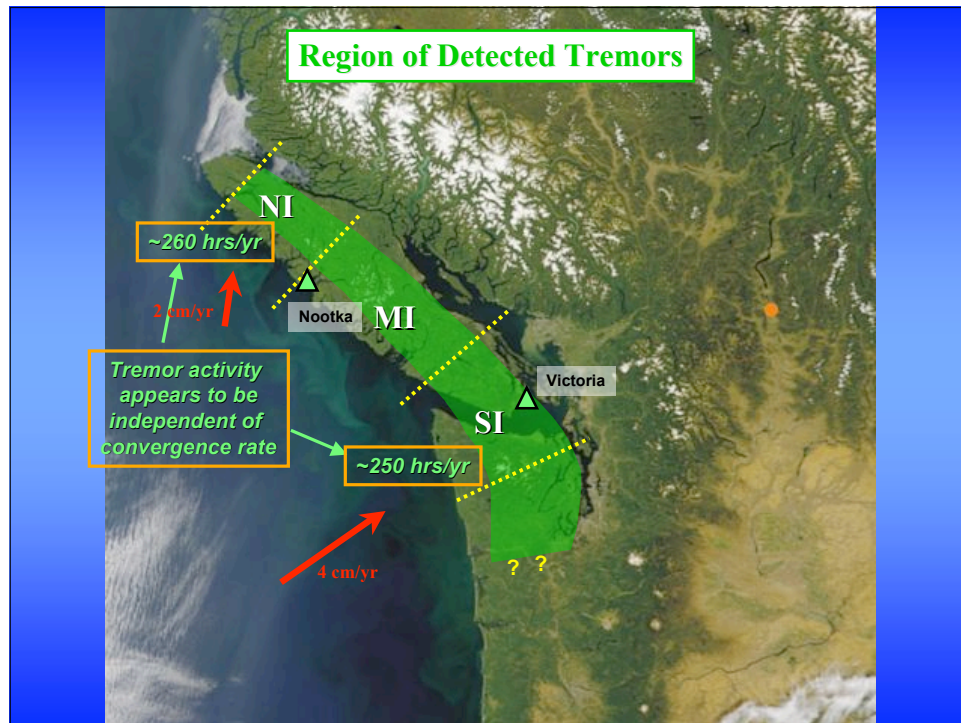 Region of Detected Tremors
NI
~260 hrs/yr
2 cm/yr
Nootka
MI
Tremor activity
appears to be
independent of
convergence rate
Victoria
SI
~250 hrs/yr
4 cm/yr
? ?